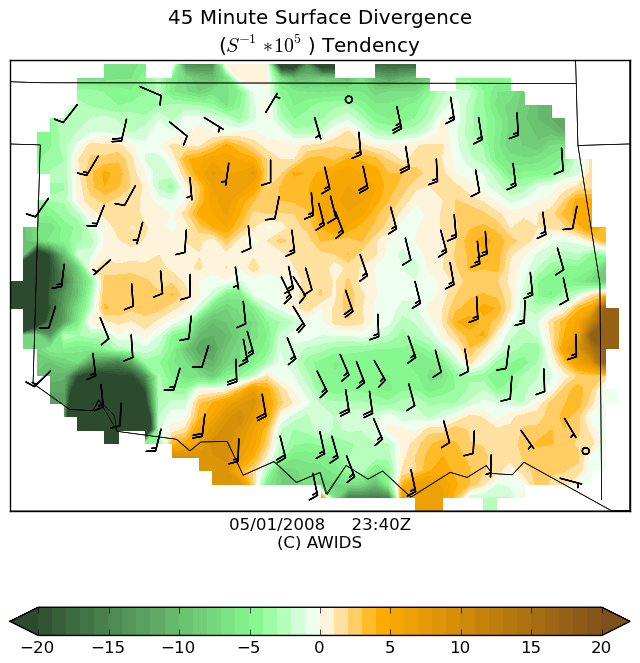 45 Minute Surface Divergence
(S⁻¹ *10⁵ ) Tendency
05/01/2008 23:40Z
(C) AWIDS
−20 −15 −10 −5 0 5 10 15 20